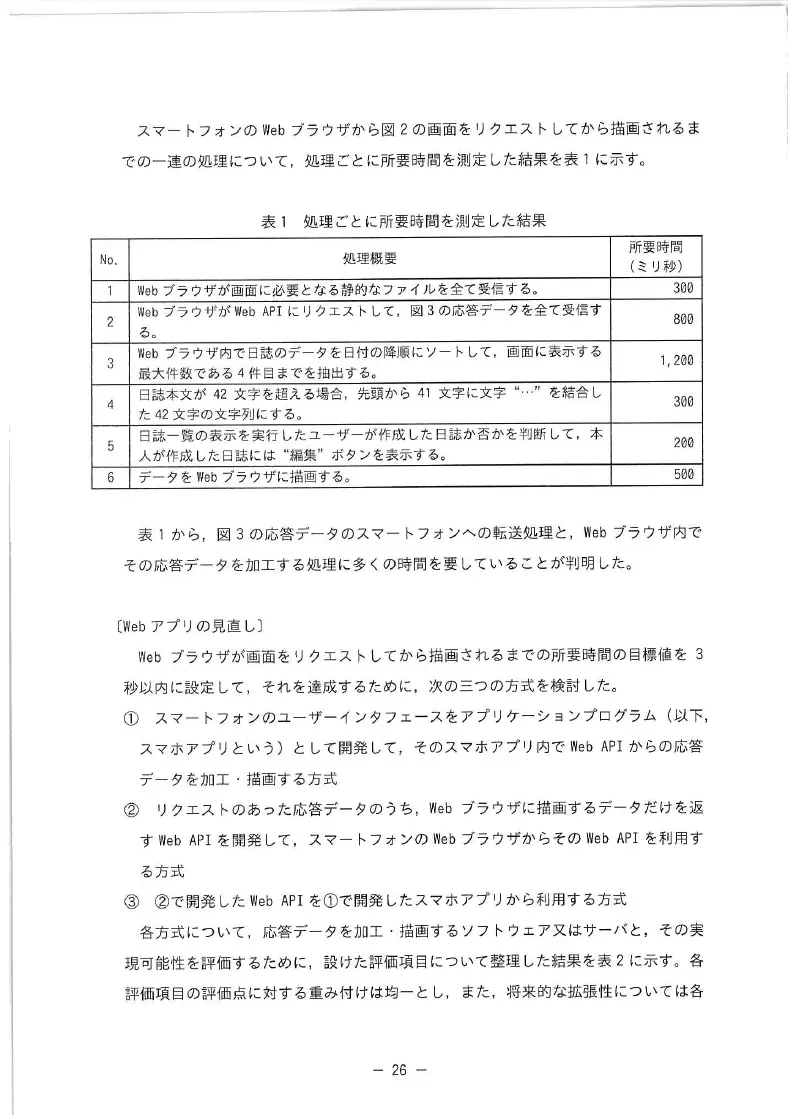 スマートフォンの Web ブラウザから図 2 の画面をリクエストしてから描画されるま
での一連の処理について，処理ごとに所要時間を測定した結果を表 1 に示す。
表 1　処理ごとに所要時間を測定した結果
No.　処理概要　所要時間（ミリ秒）
1　Web ブラウザが画面に必要となる静的なファイルを全て受信する。　300
2　Web ブラウザが Web API にリクエストして，図 3 の応答データを全て受信す
る。　800
3　Web ブラウザ内で日誌のデータを日付の降順にソートして，画面に表示する
最大件数である 4 件目までを抽出する。　1,200
4　日誌本文が 42 文字を超える場合，先頭から 41 文字に文字 “…” を結合し
た 42 文字の文字列にする。　300
5　日誌一覧の表示を実行したユーザーが作成した日誌か否かを判断して，本
人が作成した日誌には “編集” ボタンを表示する。　200
6　データを Web ブラウザに描画する。　500
表 1 から，図 3 の応答データのスマートフォンへの転送処理と，Web ブラウザ内で
その応答データを加工する処理に多くの時間を要していることが判明した。
〔Web アプリの見直し〕
Web ブラウザが画面をリクエストしてから描画されるまでの所要時間の目標値を 3
秒以内に設定して，それを達成するために，次の三つの方式を検討した。
①　スマートフォンのユーザーインタフェースをアプリケーションプログラム（以下，
スマホアプリという）として開発して，そのスマホアプリ内で Web API からの応答
データを加工・描画する方式
②　リクエストのあった応答データのうち，Web ブラウザに描画するデータだけを返
す Web API を開発して，スマートフォンの Web ブラウザからその Web API を利用す
る方式
③　②で開発した Web API を①で開発したスマホアプリから利用する方式
各方式について，応答データを加工・描画するソフトウェア又はサーバと，その実
現可能性を評価するために，設けた評価項目について整理した結果を表 2 に示す。各
評価項目の評価点に対する重み付けは均一とし，また，将来的な拡張性については各
― 26 ―